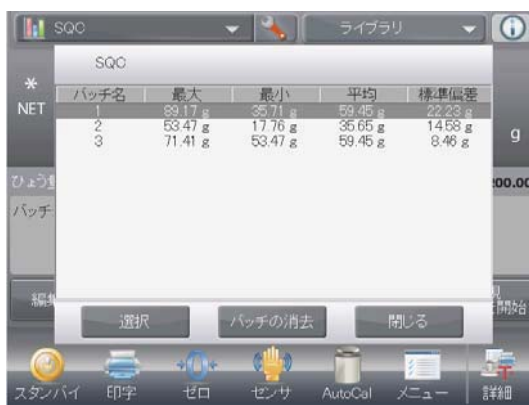 SQC ライブラリ
SQC
*
NET
バッチ名 最大 最小 平均 標準偏差
1 89.17 g 35.71 g 59.45 g 22.23 g
2 53.47 g 17.76 g 35.65 g 14.58 g
3 71.41 g 53.47 g 59.45 g 8.46 g
g
ひょう量 200.00
バッチ
編集
開始
選択 バッチの消去 閉じる
スタンバイ 印字 ゼロ センサ AutoCal メニュー 詳細